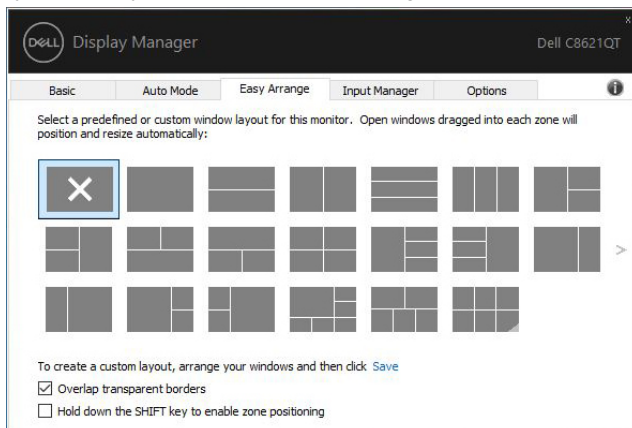 DELL Display Manager
Dell C8621QT
Basic Auto Mode Easy Arrange Input Manager Options
Select a predefined or custom window layout for this monitor. Open windows dragged into each zone will
position and resize automatically:
To create a custom layout, arrange your windows and then click Save
Overlap transparent borders
Hold down the SHIFT key to enable zone positioning